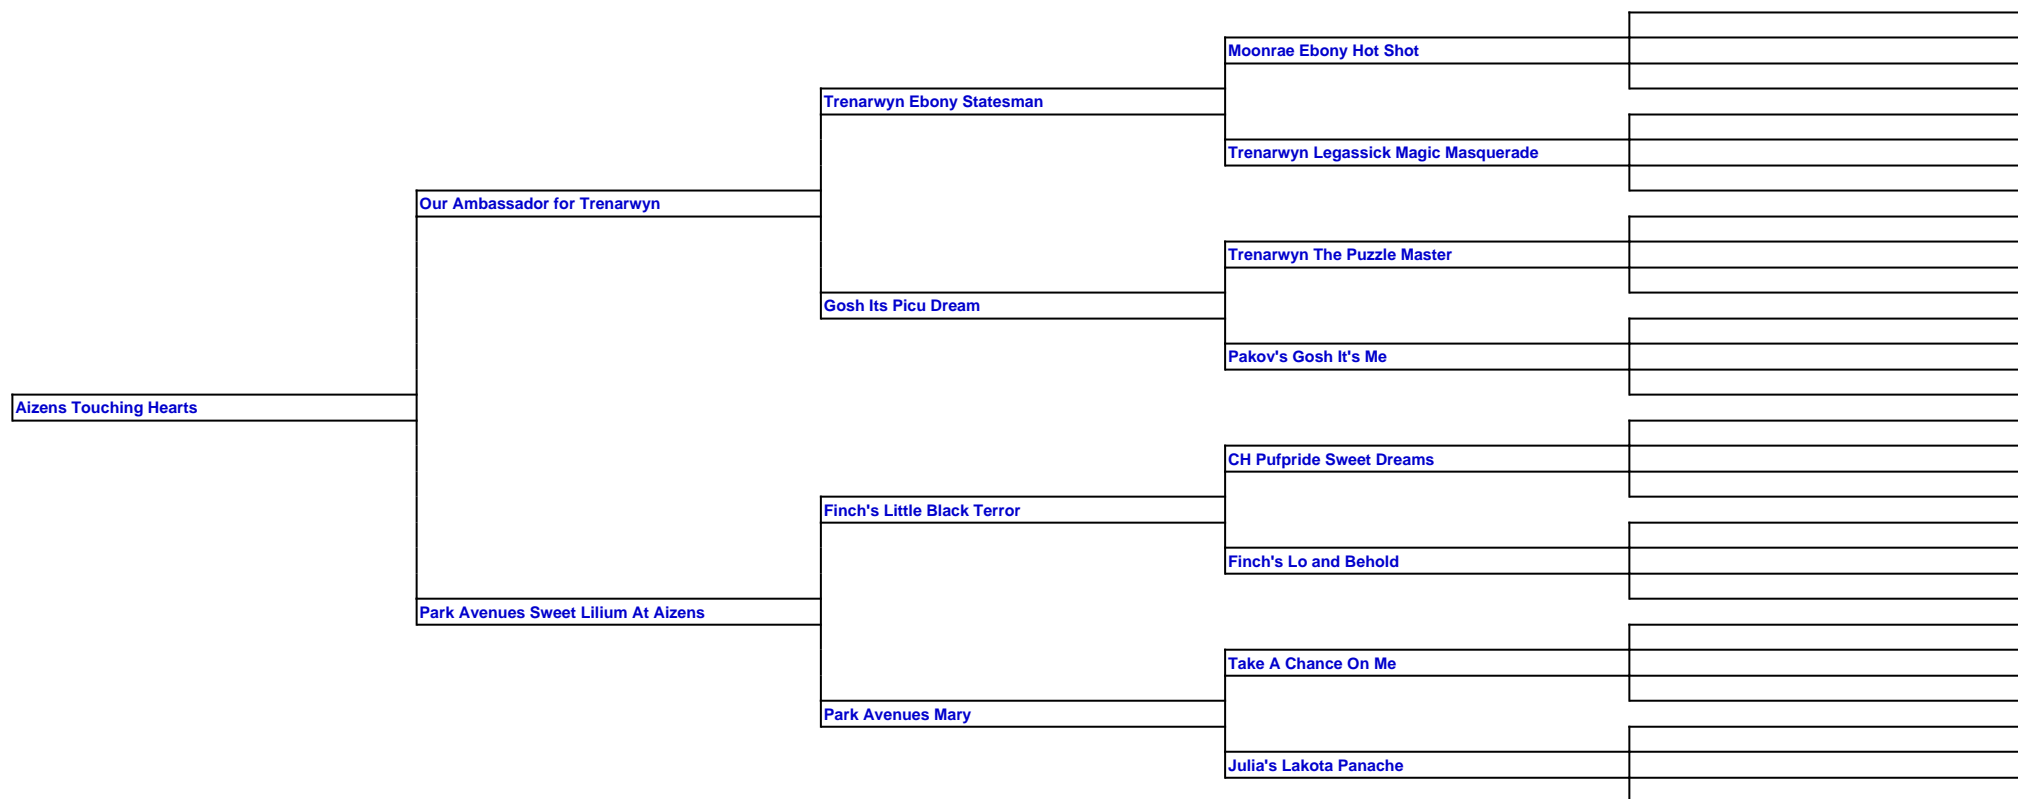 Moonrae Ebony Hot Shot
Trenarwyn Ebony Statesman
Trenarwyn Legassick Magic Masquerade
Our Ambassador for Trenarwyn
Trenarwyn The Puzzle Master
Gosh Its Picu Dream
Pakov's Gosh It's Me
Aizens Touching Hearts
CH Pufpride Sweet Dreams
Finch's Little Black Terror
Finch's Lo and Behold
Park Avenues Sweet Lilium At Aizens
Take A Chance On Me
Park Avenues Mary
Julia's Lakota Panache